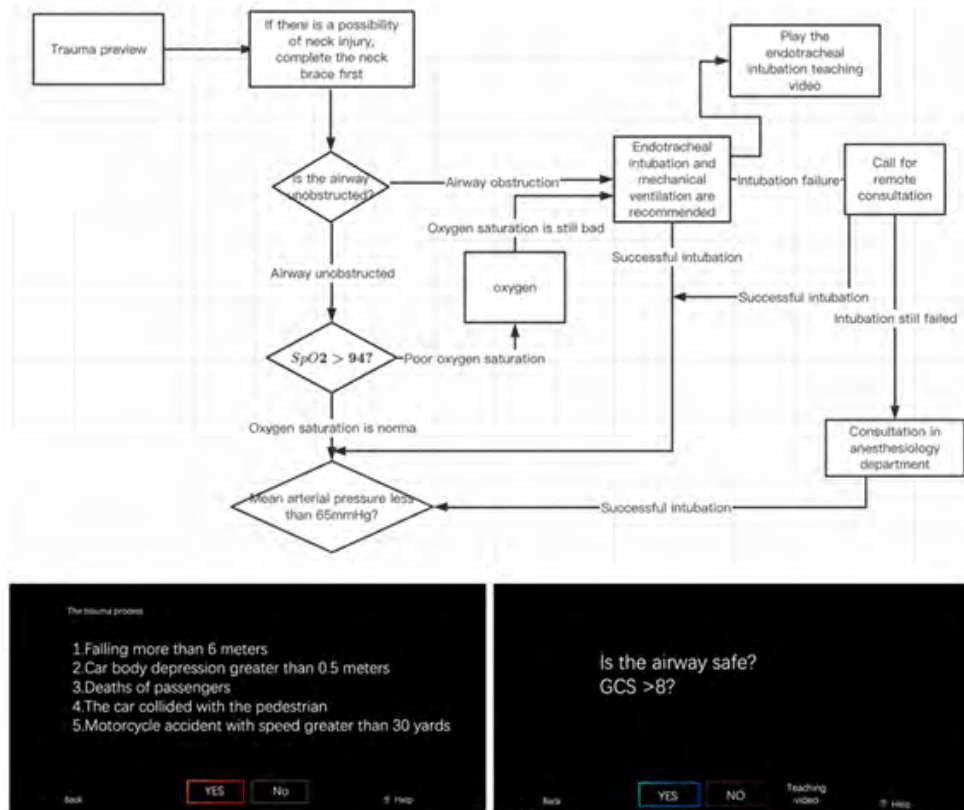 Trauma preview
If there is a possibility
of neck injury,
complete the neck
brace first
Play the
endotracheal
intubation teaching
video
Is the airway
unobstructed?
Airway obstruction
Endotracheal
intubation and
mechanical
ventilation are
recommended
Intubation failure
Call for
remote
consultation
Oxygen saturation is still bad
Airway unobstructed
oxygen
Successful intubation
Successful intubation
Intubation still failed
SpO2 > 94?
Poor oxygen saturation
Oxygen saturation is norma
Consultation in
anesthesiology
department
Mean arterial pressure less
than 65mmHg?
Successful intubation
The trauma process
1.Falling more than 6 meters
2.Car body depression greater than 0.5 meters
3.Deaths of passengers
4.The car collided with the pedestrian
5.Motorcycle accident with speed greater than 30 yards
Back
YES
No
Help
Is the airway safe?
GCS >8?
Back
YES
NO
Teaching
video
Help